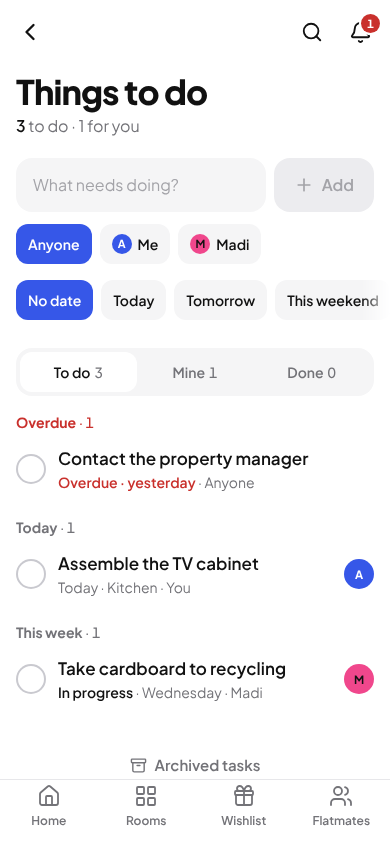 1
Things to do
3 to do · 1 for you
What needs doing?
Add
Anyone
A Me
M Madi
No date
Today
Tomorrow
This weekend
To do 3
Mine 1
Done 0
Overdue · 1
Contact the property manager
Overdue · yesterday · Anyone
Today · 1
Assemble the TV cabinet
Today · Kitchen · You
A
This week · 1
Take cardboard to recycling
In progress · Wednesday · Madi
M
Archived tasks
Home
Rooms
Wishlist
Flatmates